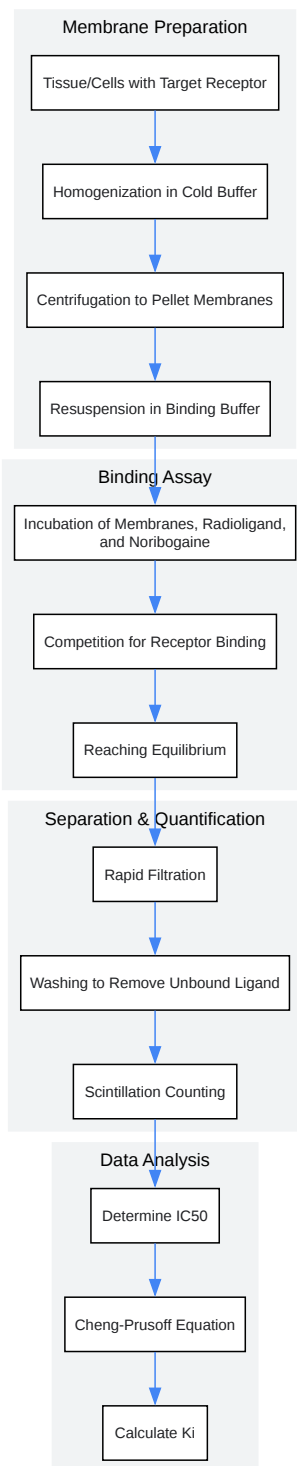 Membrane Preparation
Tissue/Cells with Target Receptor
Homogenization in Cold Buffer
Centrifugation to Pellet Membranes
Resuspension in Binding Buffer
Binding Assay
Incubation of Membranes, Radioligand,
and Noribogaine
Competition for Receptor Binding
Reaching Equilibrium
Separation & Quantification
Rapid Filtration
Washing to Remove Unbound Ligand
Scintillation Counting
Data Analysis
Determine IC50
Cheng-Prusoff Equation
Calculate Ki